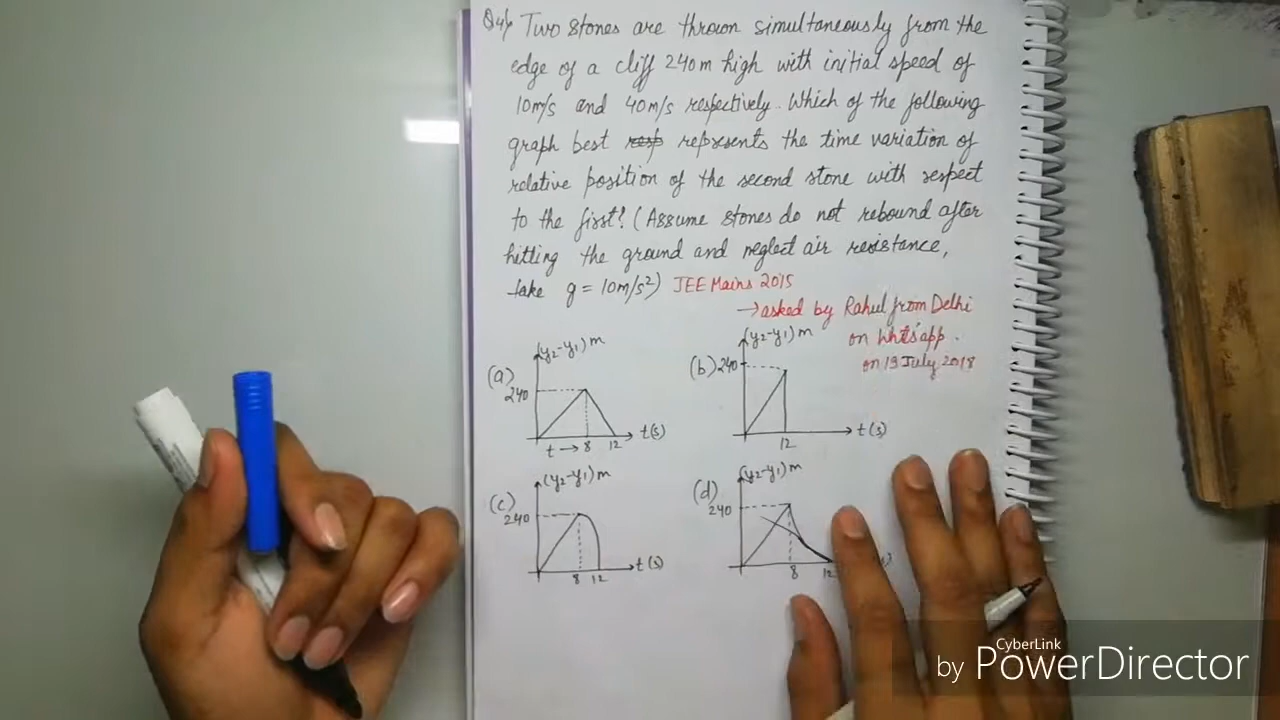 Q4) Two stones are thrown simultaneously from the
edge of a cliff 240m high with initial speed of
10m/s and 40m/s respectively. Which of the following
graph best resp represents the time variation of
relative position of the second stone with respect
to the first? (Assume stones do not rebound after
hitting the ground and neglect air resistance,
take g = 10m/s²) JEE Mains 2015
→ asked by Rahul from Delhi
on Whts'app.
on 19 July 2018
(a) (y₂-y₁) m
240
t → 8 12 t(s)
(b) (y₂-y₁) m
240
12 t(s)
(c) (y₂-y₁) m
240
8 12 t(s)
(d) (y₂-y₁) m
240
8 12
CyberLink
by PowerDirector